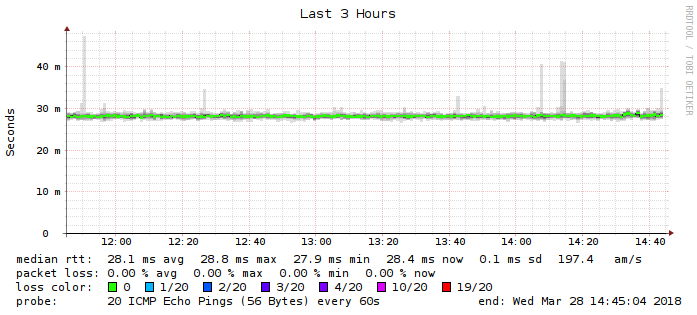 Last 3 Hours
RRDTOOL / TOBI OETIKER
Seconds
40 m
30 m
20 m
10 m
0
12:00 12:20 12:40 13:00 13:20 13:40 14:00 14:20 14:40
median rtt: 28.1 ms avg 28.8 ms max 27.9 ms min 28.4 ms now 0.1 ms sd 197.4 am/s
packet loss: 0.00 % avg 0.00 % max 0.00 % min 0.00 % now
loss color: 0 1/20 2/20 3/20 4/20 10/20 19/20
probe: 20 ICMP Echo Pings (56 Bytes) every 60s end: Wed Mar 28 14:45:04 2018